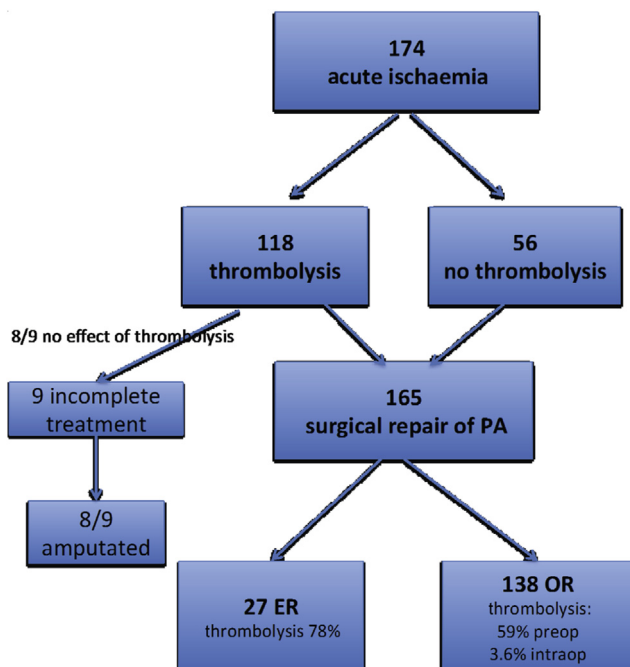 174
acute ischaemia
118
thrombolysis
56
no thrombolysis
8/9 no effect of thrombolysis
9 incomplete
treatment
165
surgical repair of PA
8/9
amputated
27 ER
thrombolysis 78%
138 OR
thrombolysis:
59% preop
3.6% intraop